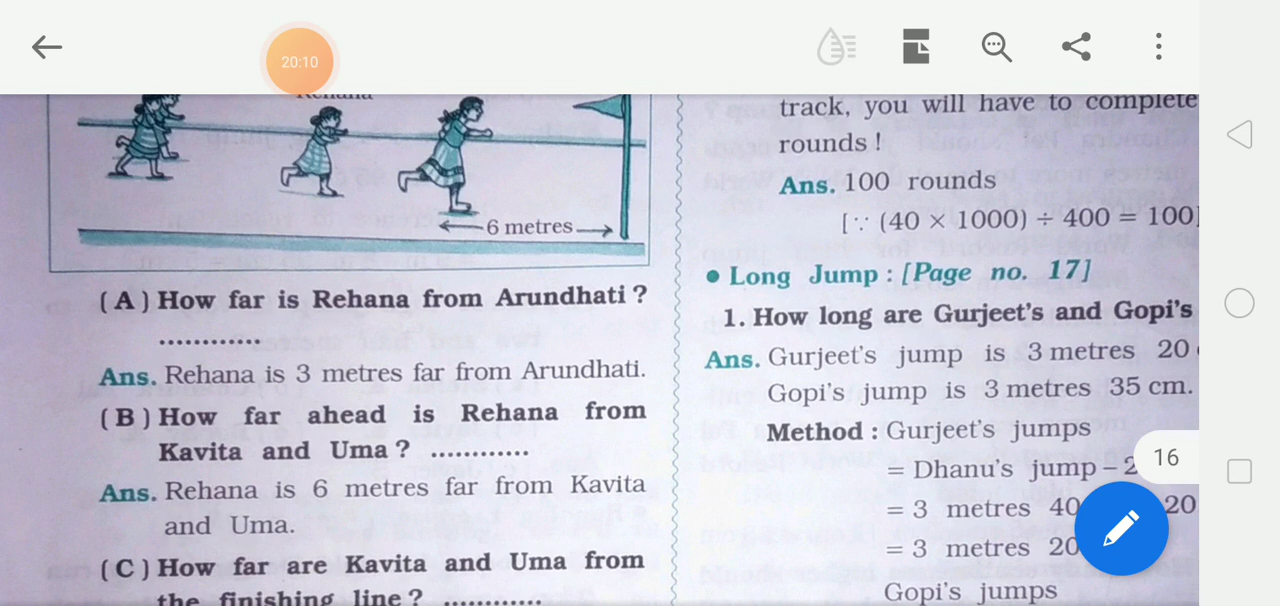 20:10
6 metres
( A ) How far is Rehana from Arundhati ?
.............
Ans. Rehana is 3 metres far from Arundhati.
( B ) How far ahead is Rehana from
Kavita and Uma ? .............
Ans. Rehana is 6 metres far from Kavita
and Uma.
( C ) How far are Kavita and Uma from
the finishing line ? .............
track, you will have to complete
rounds !
Ans. 100 rounds
[∵ (40 × 1000) ÷ 400 = 100]
• Long Jump : [Page no. 17]
1. How long are Gurjeet's and Gopi's
Ans. Gurjeet's jump is 3 metres 20
Gopi's jump is 3 metres 35 cm.
Method : Gurjeet's jumps
= Dhanu's jump – 2
= 3 metres 40 20
= 3 metres 20
Gopi's jumps
16